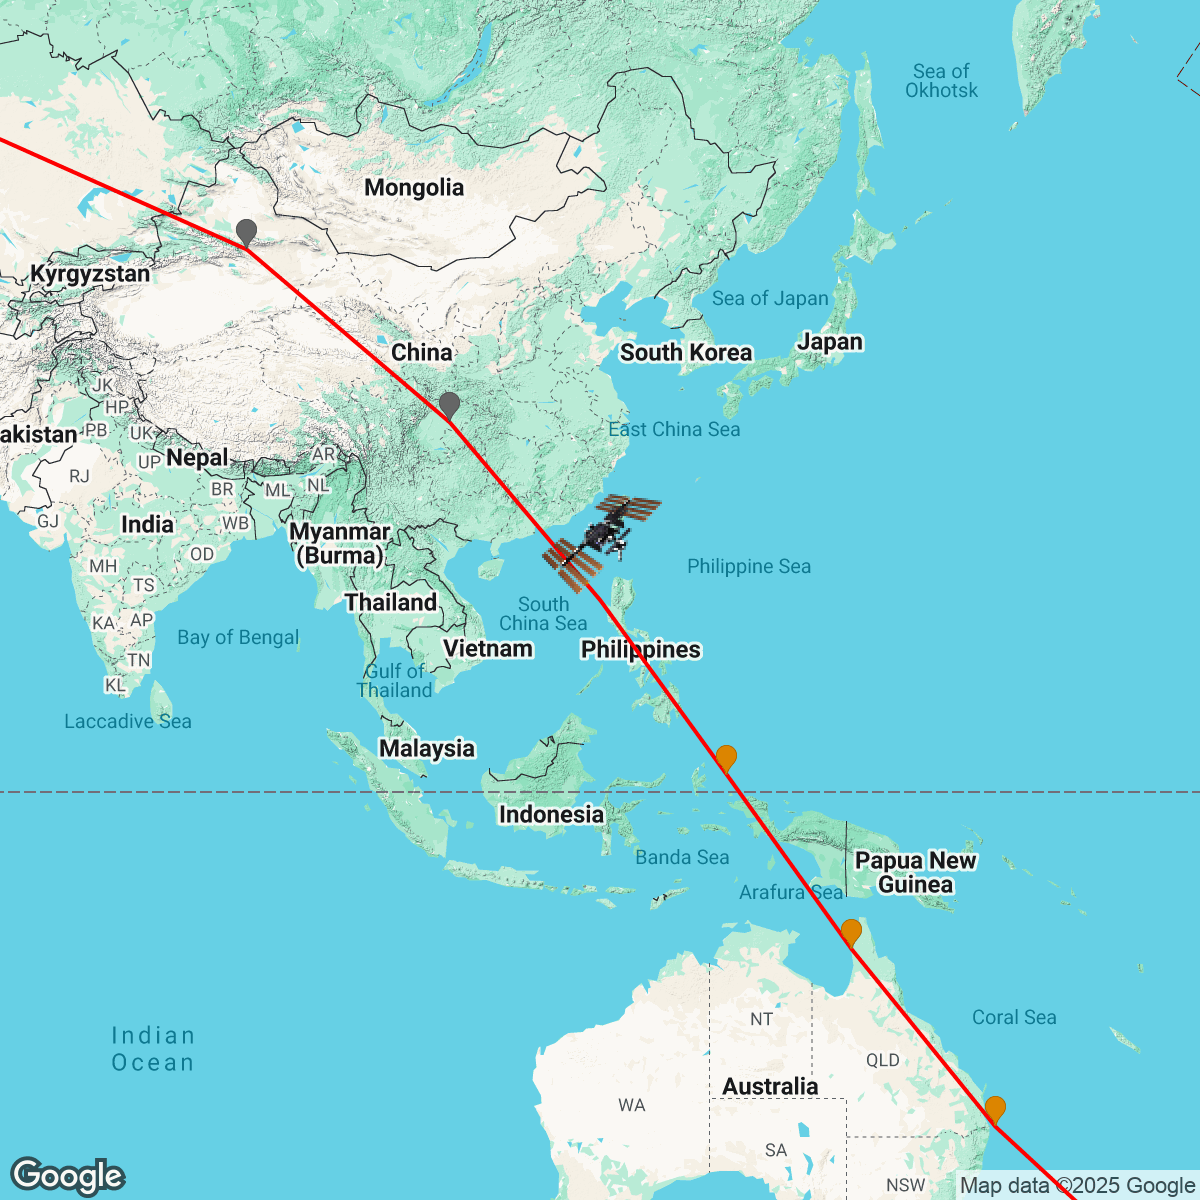 Sea of
Okhotsk
Mongolia
Kyrgyzstan
Sea of Japan
Japan
South Korea
China
JK
HP
akistan
PB
UK
East China Sea
Nepal
UP
AR
RJ
BR
ML
NL
GJ
India
WB
Myanmar
(Burma)
OD
MH
Philippine Sea
TS
Thailand
South
China Sea
KA
AP
Bay of Bengal
Vietnam
Philippines
TN
Gulf of
Thailand
KL
Laccadive Sea
Malaysia
Indonesia
Banda Sea
Papua New
Guinea
Arafura Sea
NT
Coral Sea
Indian
Ocean
QLD
Australia
WA
SA
NSW
Google
Map data ©2025 Google